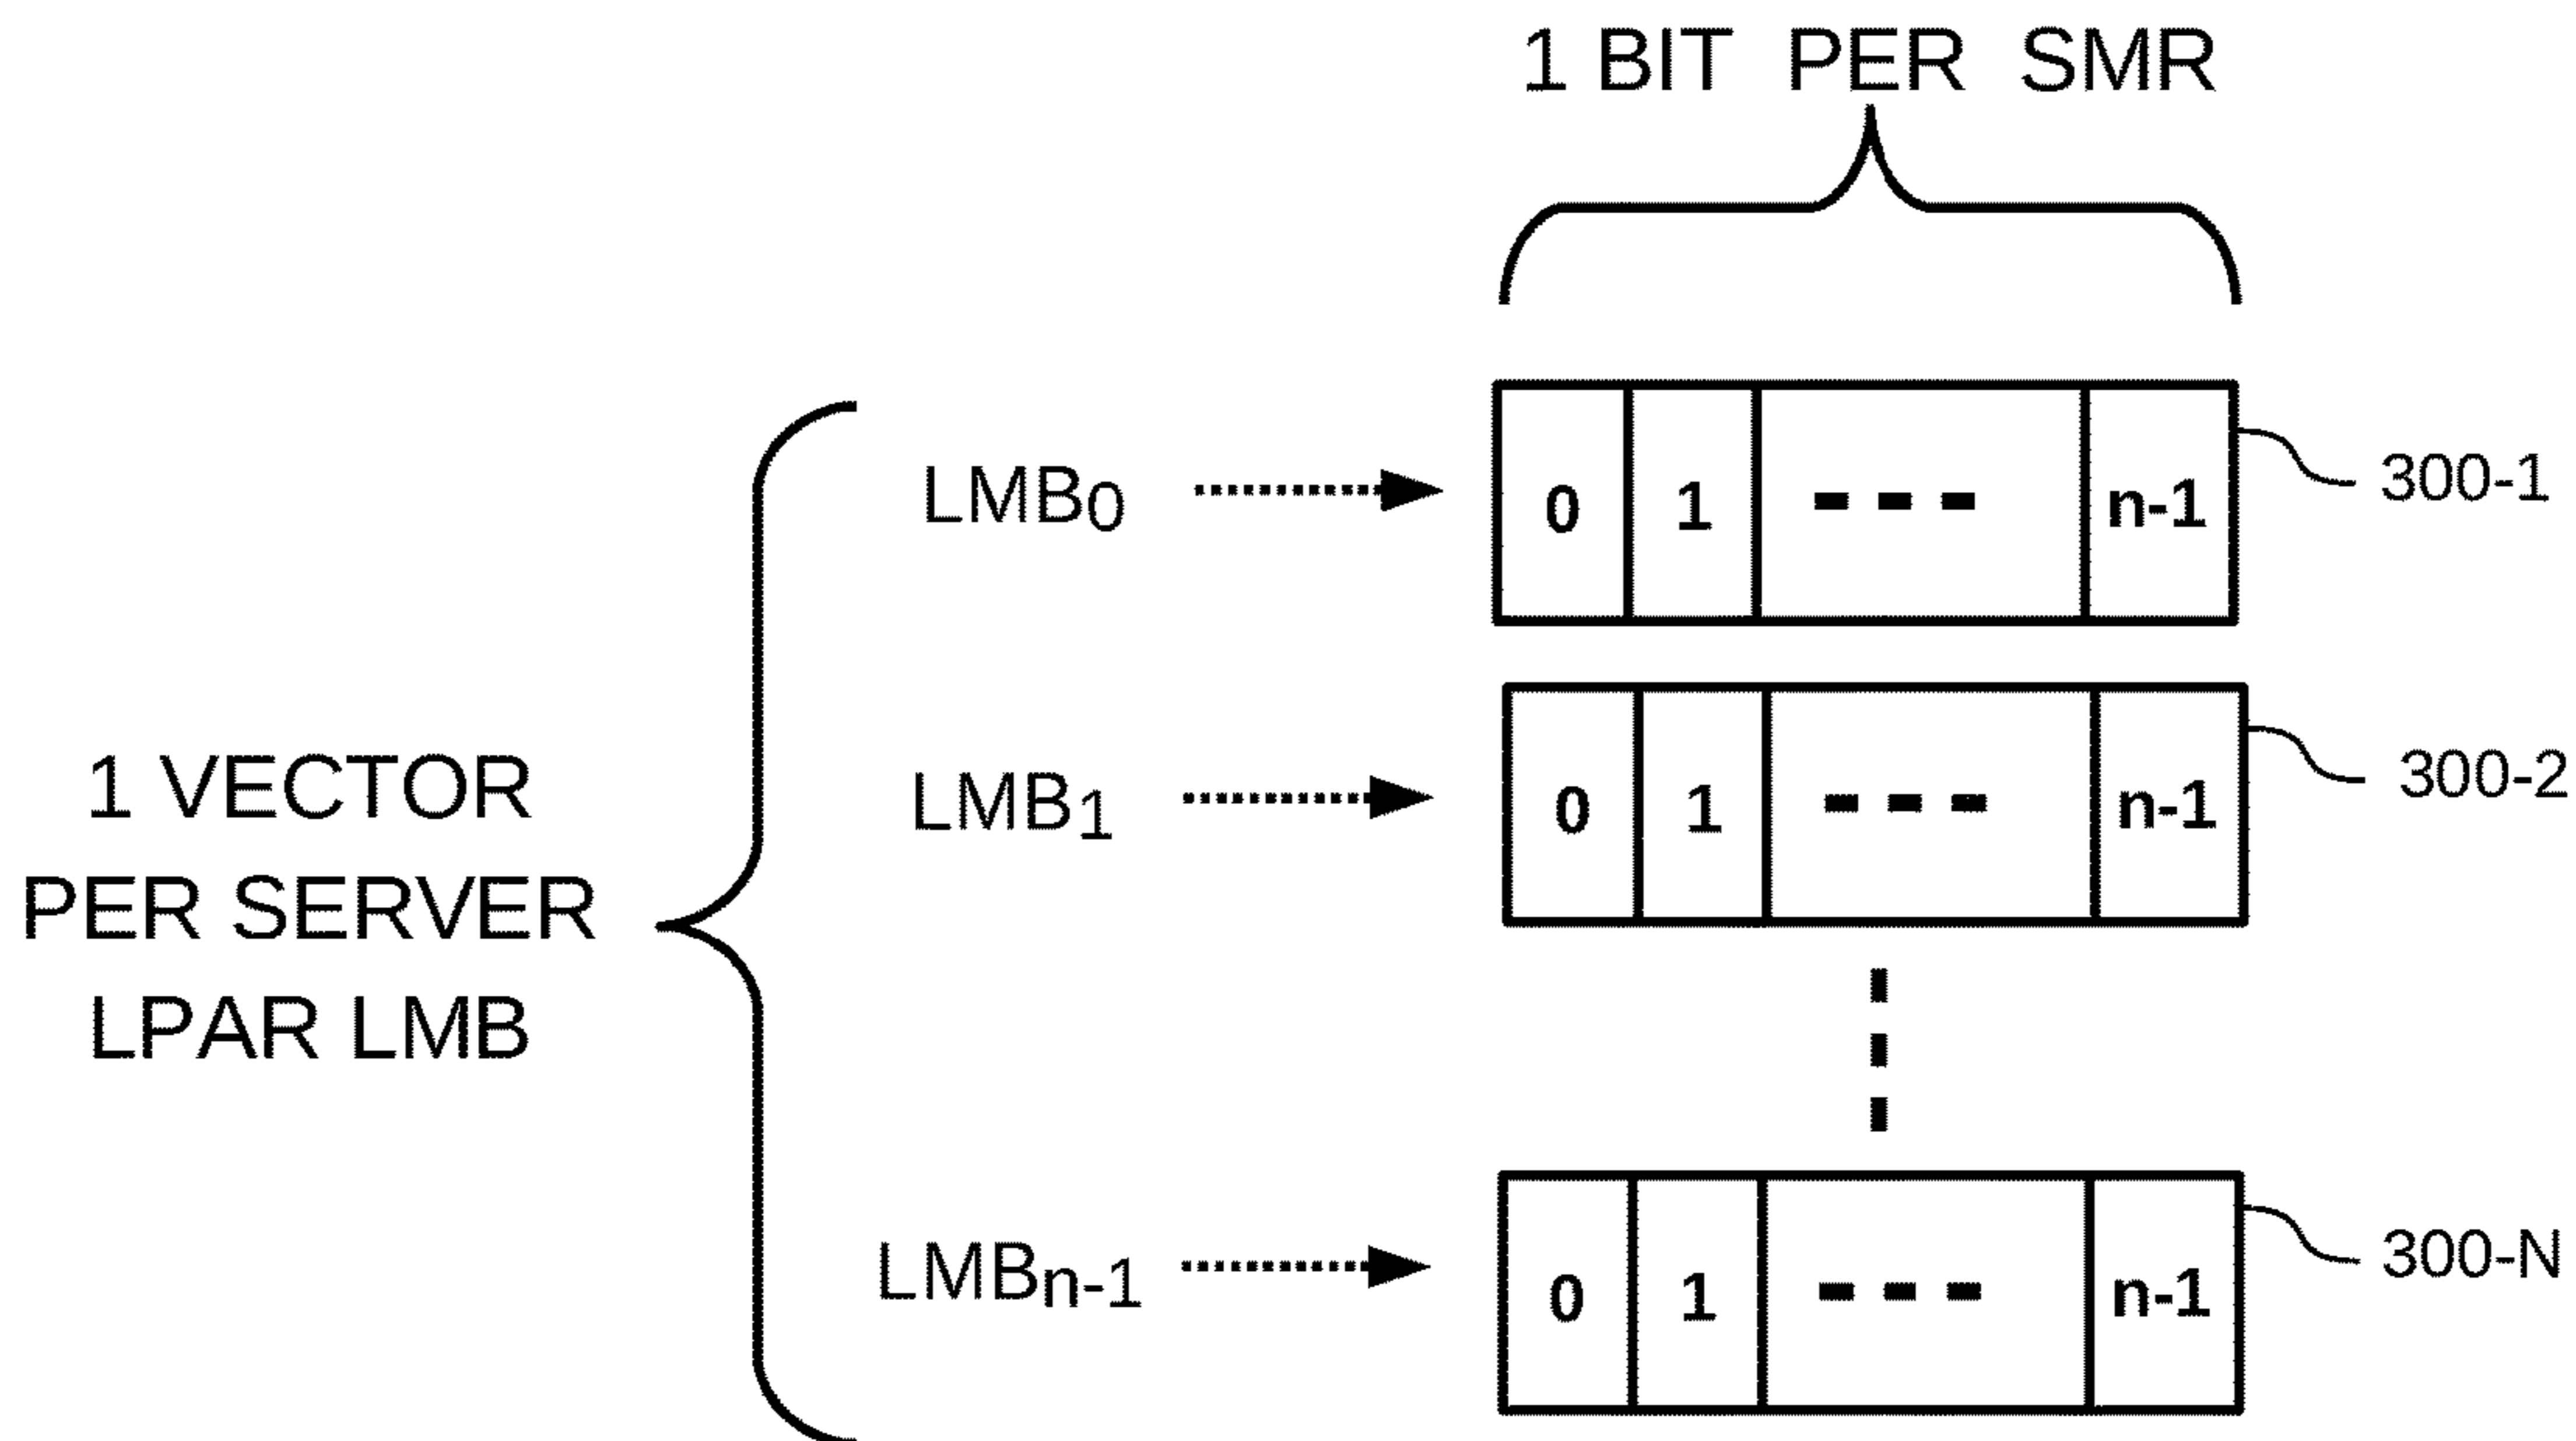 1 BIT PER SMR
LMB0 0 1 --- n-1 300-1
LMB1 0 1 --- n-1 300-2
1 VECTOR
PER SERVER
LPAR LMB
LMBn-1 0 1 --- n-1 300-N